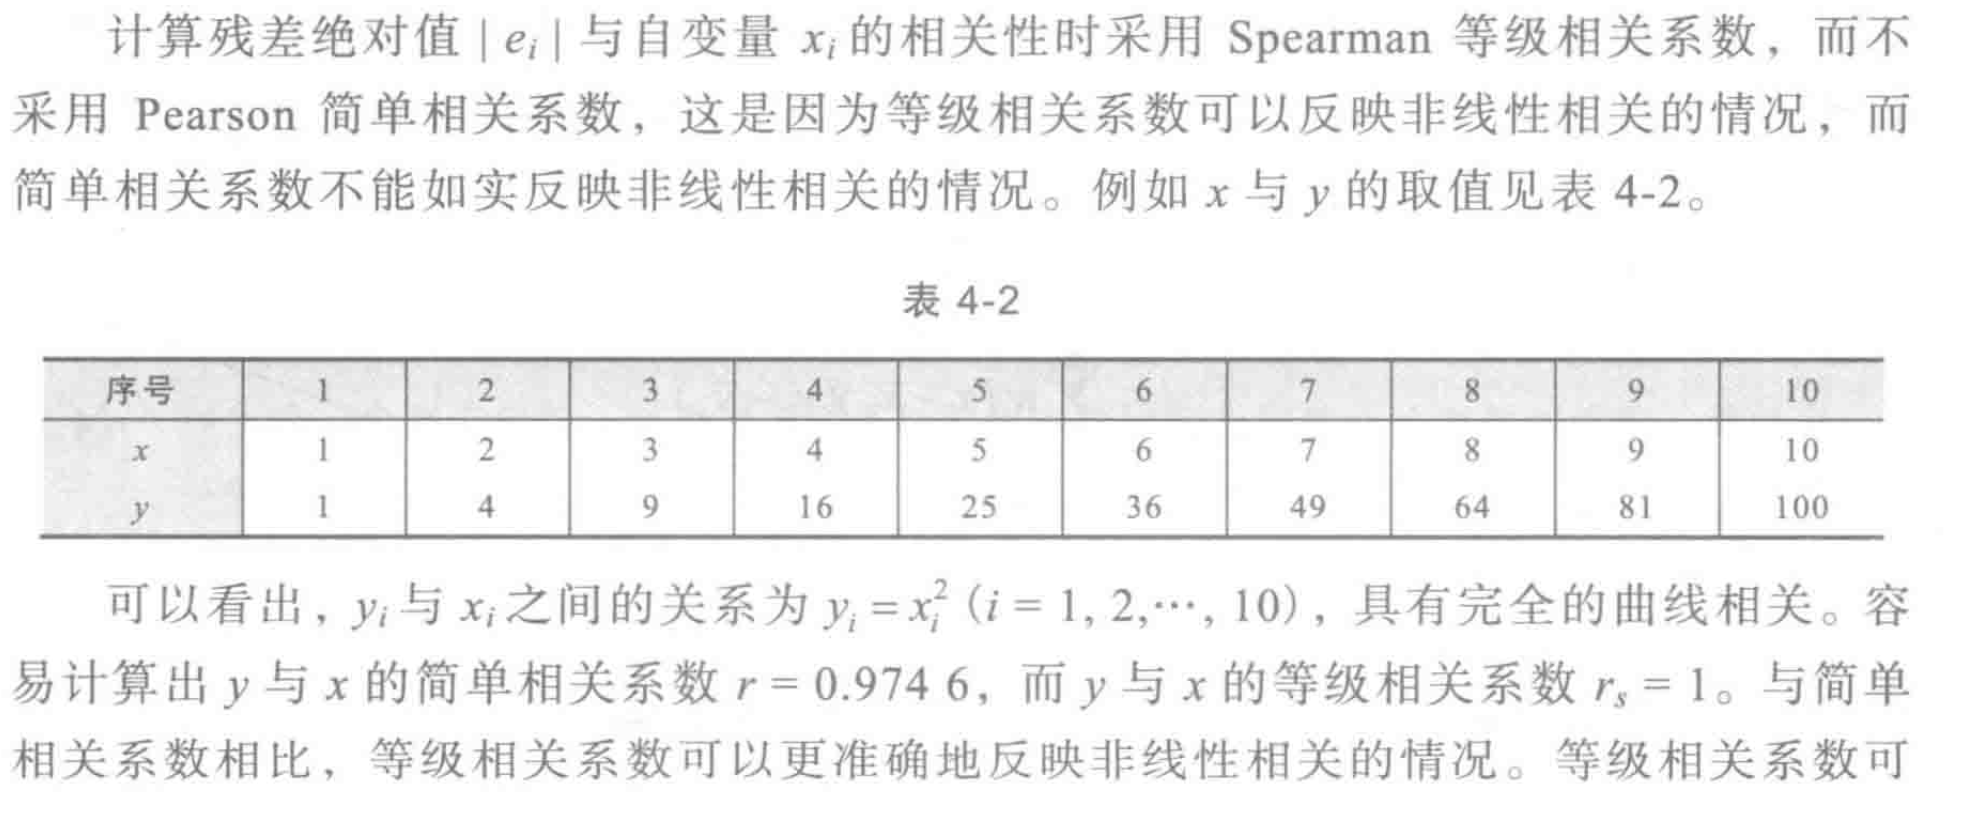 计算残差绝对值 | eᵢ | 与自变量 xᵢ 的相关性时采用 Spearman 等级相关系数，而不
采用 Pearson 简单相关系数，这是因为等级相关系数可以反映非线性相关的情况，而
简单相关系数不能如实反映非线性相关的情况。例如 x 与 y 的取值见表 4-2。
表 4-2
序号 1 2 3 4 5 6 7 8 9 10
x 1 2 3 4 5 6 7 8 9 10
y 1 4 9 16 25 36 49 64 81 100
可以看出，yᵢ 与 xᵢ 之间的关系为 yᵢ = xᵢ² (i = 1, 2,⋯, 10)，具有完全的曲线相关。容
易计算出 y 与 x 的简单相关系数 r = 0.974 6，而 y 与 x 的等级相关系数 rₛ = 1。与简单
相关系数相比，等级相关系数可以更准确地反映非线性相关的情况。等级相关系数可